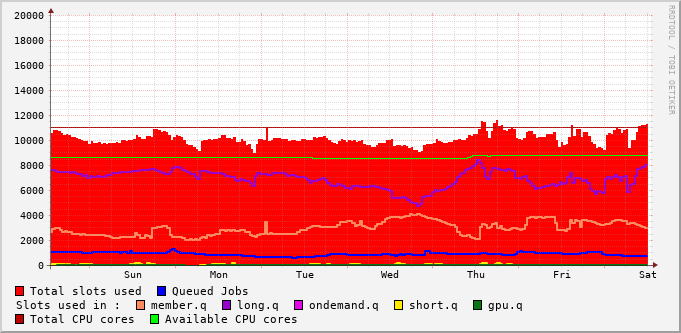 20000
18000
16000
14000
12000
10000
8000
6000
4000
2000
0
Sun Mon Tue Wed Thu Fri Sat
RRDTOOL / TOBI OETIKER
Total slots used Queued Jobs
Slots used in : member.q long.q ondemand.q short.q gpu.q
Total CPU cores Available CPU cores